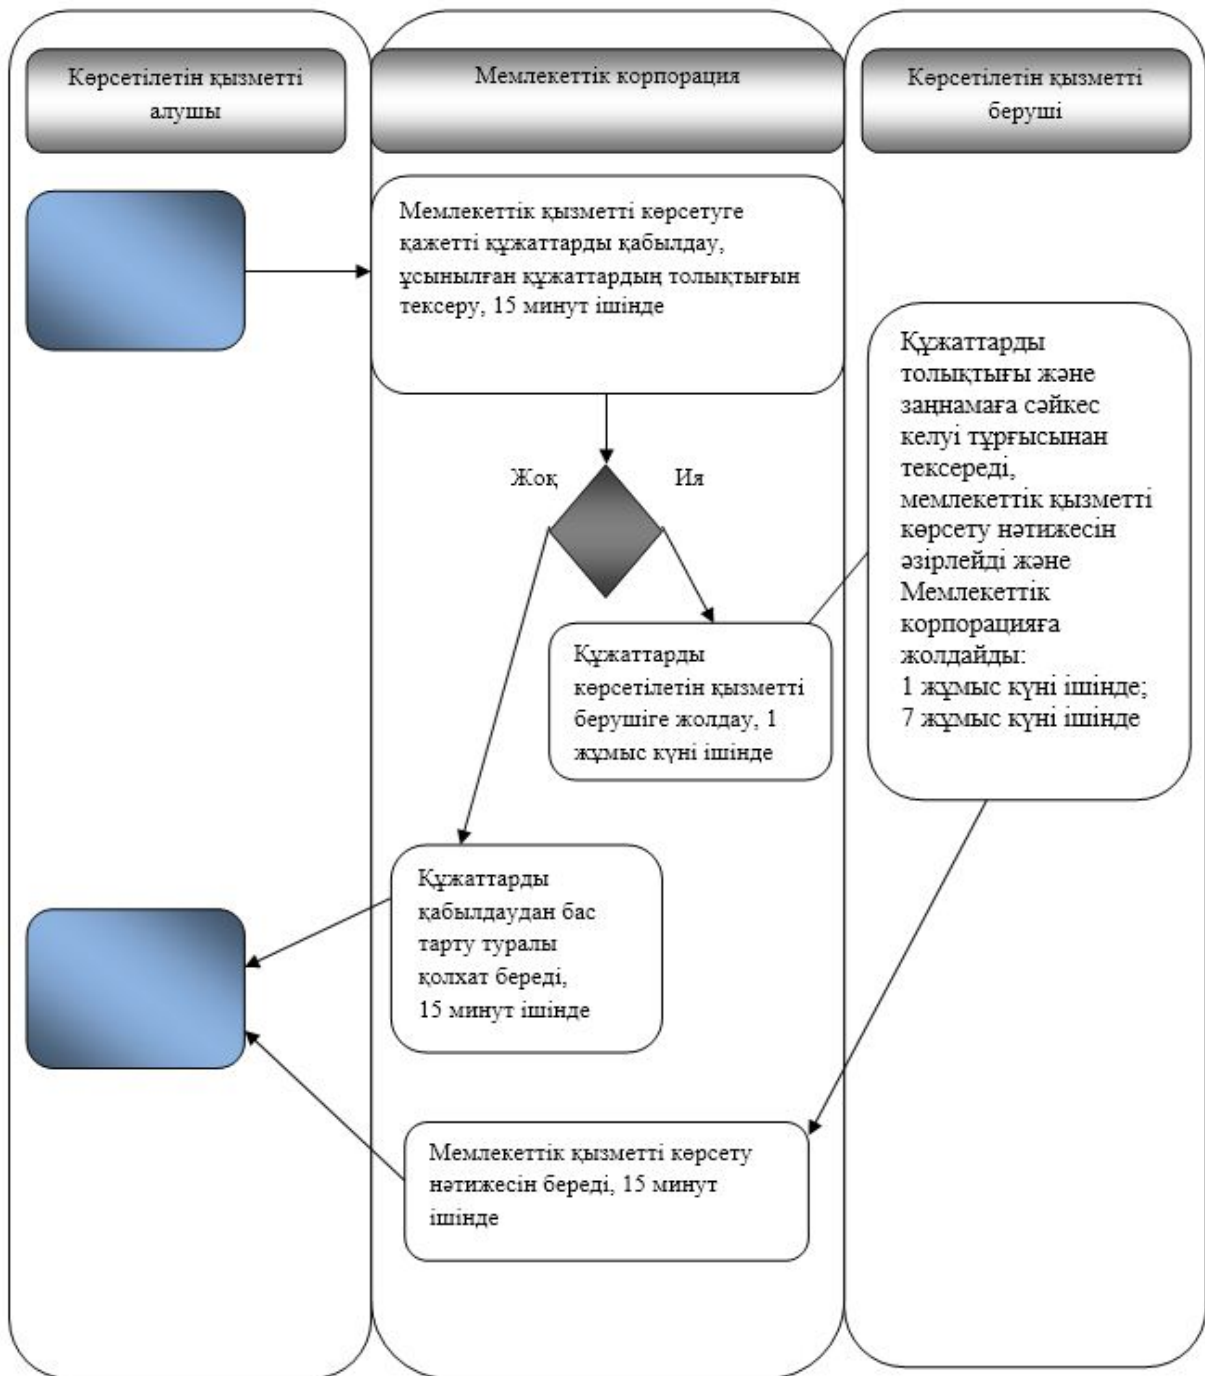 Көрсетілетін қызметті
алушы
Мемлекеттік корпорация
Көрсетілетін қызметті
беруші
Мемлекеттік қызметті көрсетуге
қажетті құжаттарды қабылдау,
ұсынылған құжаттардың толықтығын
тексеру, 15 минут ішінде
Жоқ
Ия
Құжаттарды
көрсетілетін қызметті
берушіге жолдау, 1
жұмыс күні ішінде
Құжаттарды
толықтығы және
заңнамаға сәйкес
келуі тұрғысынан
тексереді,
мемлекеттік қызметті
көрсету нәтижесін
әзірлейді және
Мемлекеттік
корпорацияға
жолдайды:
1 жұмыс күні ішінде;
7 жұмыс күні ішінде
Құжаттарды
қабылдаудан бас
тарту туралы
қолхат береді,
15 минут ішінде
Мемлекеттік қызметті көрсету
нәтижесін береді, 15 минут
ішінде